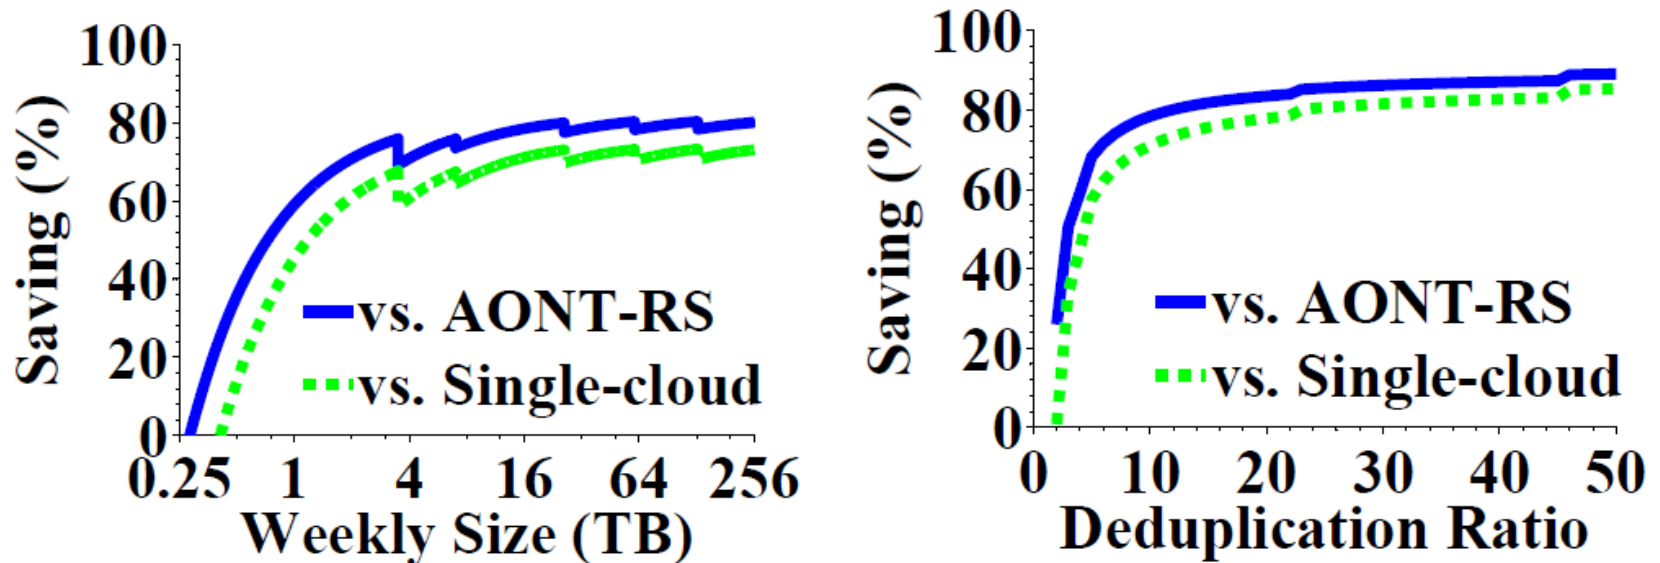 Saving (%)
100
80
60
40
20
0
vs. AONT-RS
vs. Single-cloud
0.25 1 4 16 64 256
Weekly Size (TB)
Saving (%)
100
80
60
40
20
0
vs. AONT-RS
vs. Single-cloud
0 10 20 30 40 50
Deduplication Ratio